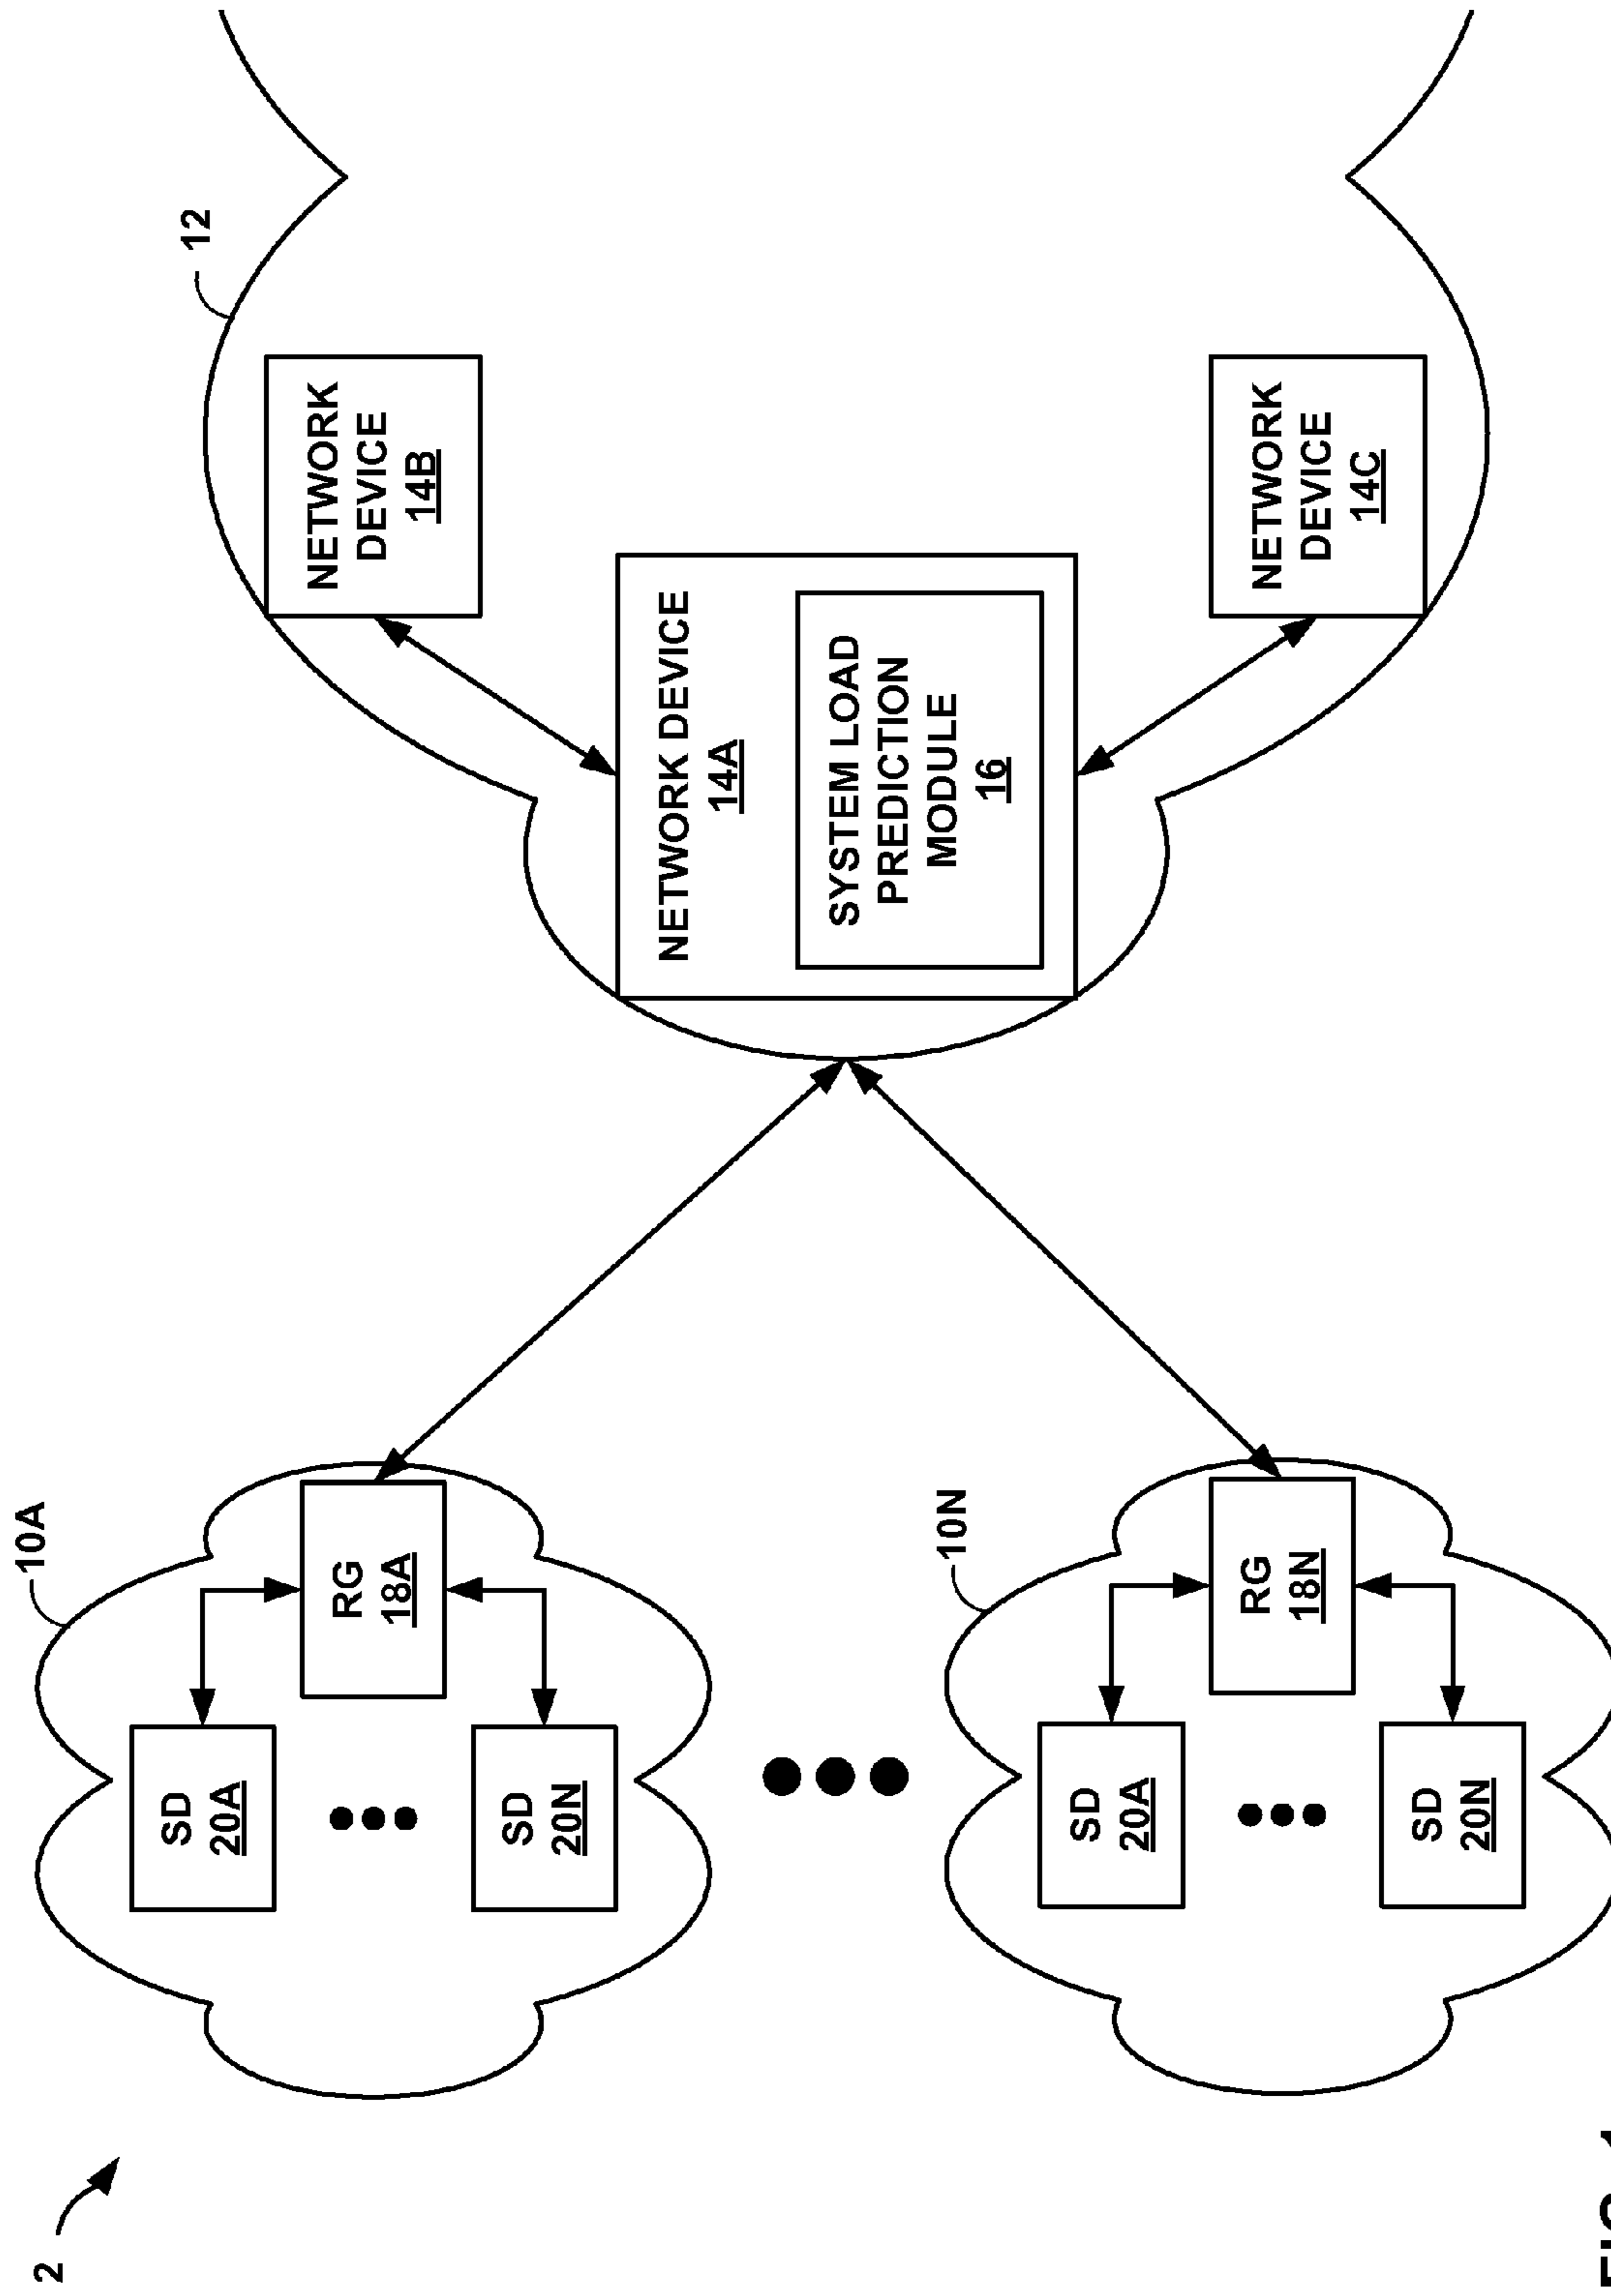 2
10A
SD
20A
SD
20N
RG
18A
10N
SD
20A
SD
20N
RG
18N
12
NETWORK DEVICE
14A
SYSTEM LOAD
PREDICTION
MODULE
16
NETWORK
DEVICE
14B
NETWORK
DEVICE
14C